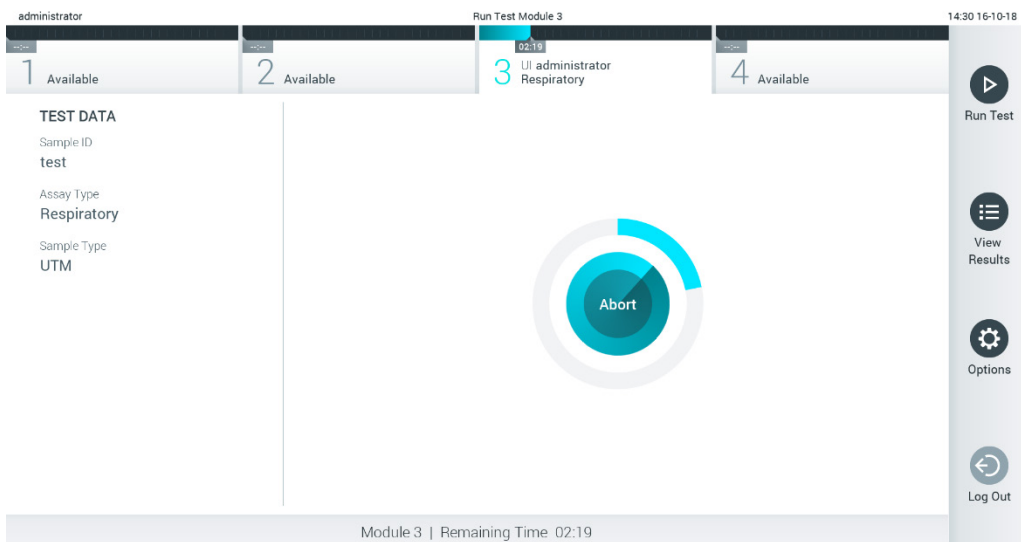 administrator
Run Test Module 3
14:30 16-10-18
--:--
1 Available
--:--
2 Available
02:19
3 UI administrator
Respiratory
--:--
4 Available
TEST DATA
Sample ID
test
Assay Type
Respiratory
Sample Type
UTM
Abort
Run Test
View
Results
Options
Log Out
Module 3 | Remaining Time 02:19